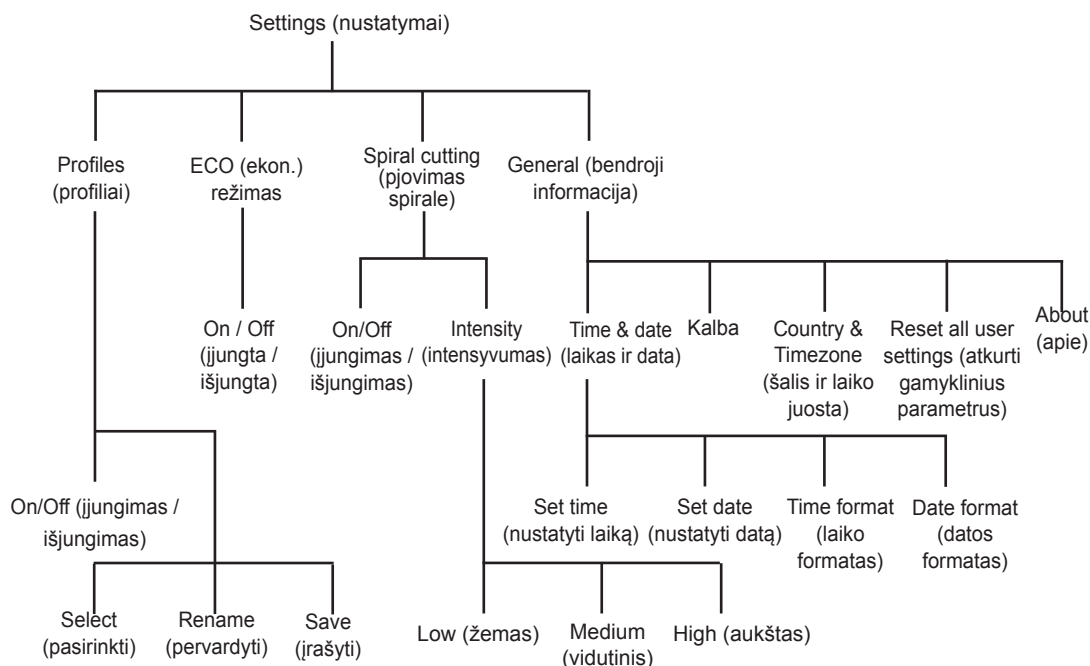 Settings (nustatymai)
Profiles
(profiliai)
ECO (ekon.)
režimas
Spiral cutting
(pjovimas
spirale)
General (bendroji
informacija)
On / Off
(įjungta /
išjungta)
On/Off
(įjungimas /
išjungimas)
Intensity
(intensyvumas)
Time & date
(laikas ir data)
Kalba
Country &
Timezone
(šalis ir laiko
juosta)
Reset all user
settings (atkurti
gamyklinius
parametrus)
About
(apie)
On/Off (įjungimas /
išjungimas)
Set time
(nustatyti laiką)
Set date
(nustatyti datą)
Time format
(laiko
formatas)
Date format
(datos
formatas)
Select
(pasirinkti)
Rename
(pervardyti)
Save
(įrašyti)
Low (žemas)
Medium
(vidutinis)
High (aukštas)